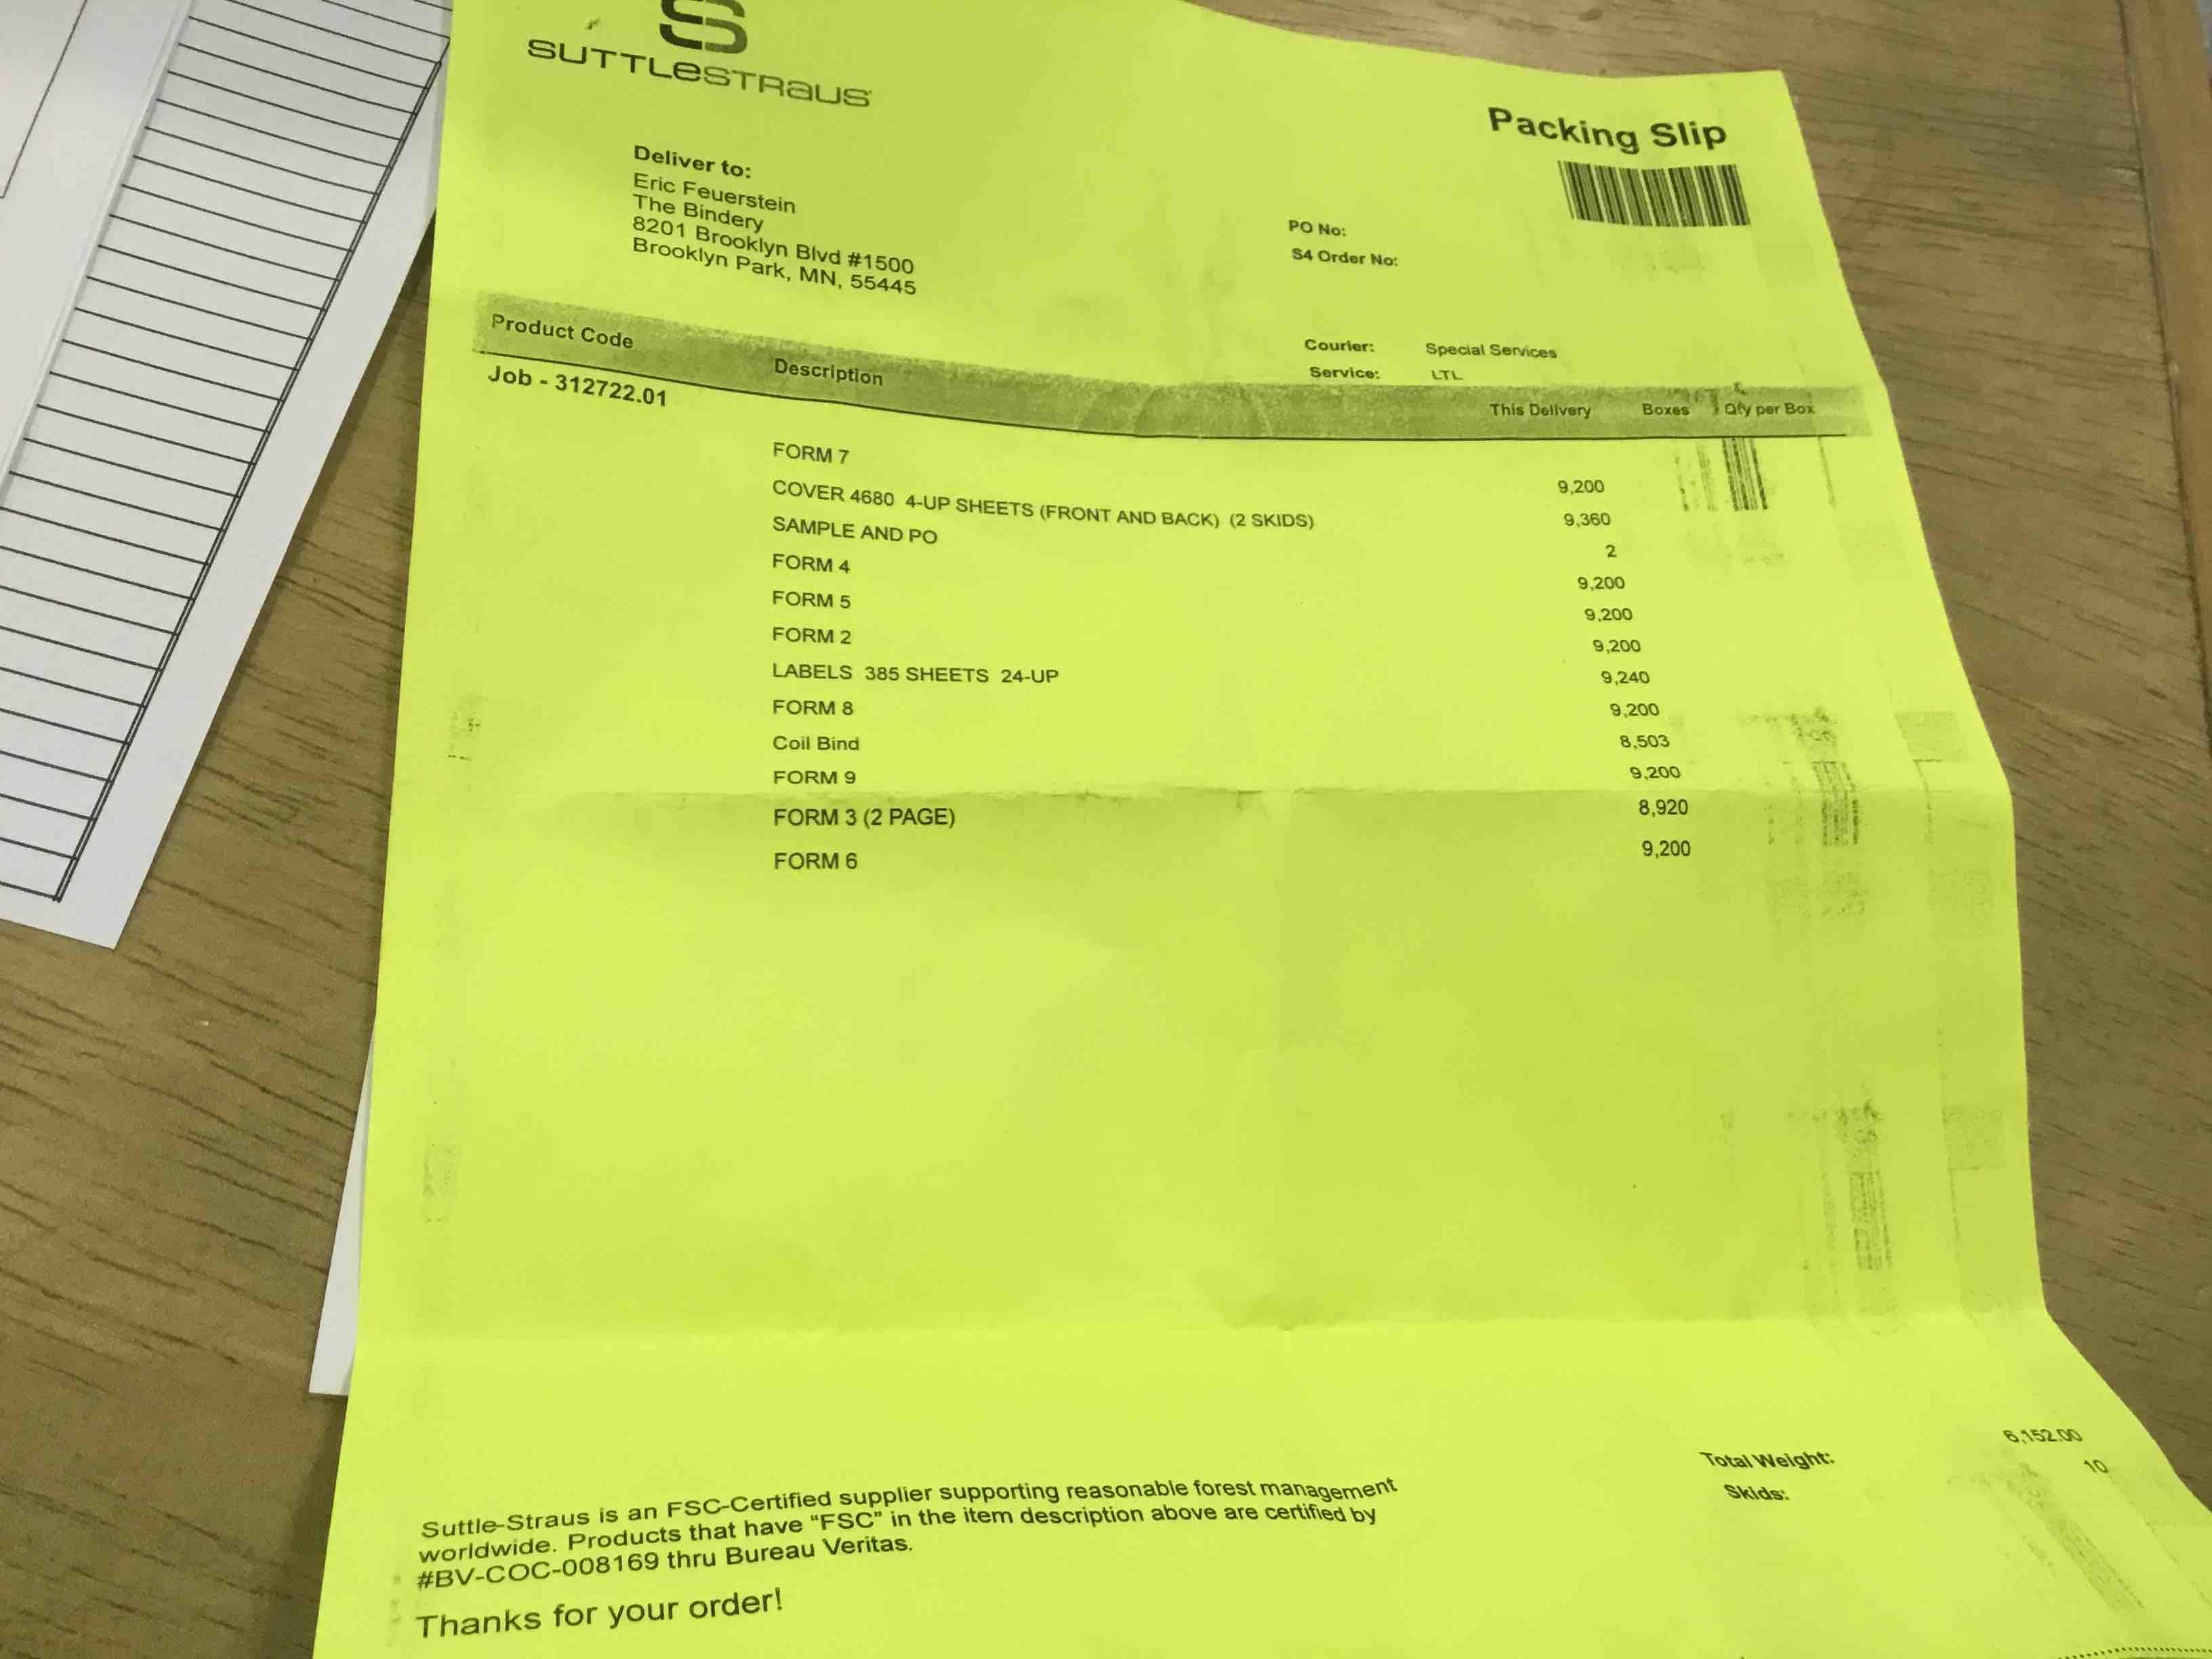 SUTTLESTRAUS
Packing Slip
Deliver to:
Eric Feuerstein
The Bindery
8201 Brooklyn Blvd #1500
Brooklyn Park, MN, 55445
PO No:
S4 Order No:
Courier: Special Services
Service: LTL
Product Code Description This Delivery Boxes Qty per Box
Job - 312722.01
FORM 7 9,200
COVER 4680 4-UP SHEETS (FRONT AND BACK) (2 SKIDS) 9,360
SAMPLE AND PO 2
FORM 4 9,200
FORM 5 9,200
FORM 2 9,200
LABELS 385 SHEETS 24-UP 9,240
FORM 8 9,200
Coil Bind 8,503
FORM 9 9,200
FORM 3 (2 PAGE) 8,920
FORM 6 9,200
Total Weight: 6,152.00
Skids: 10
Suttle-Straus is an FSC-Certified supplier supporting reasonable forest management
worldwide. Products that have "FSC" in the item description above are certified by
#BV-COC-008169 thru Bureau Veritas.
Thanks for your order!